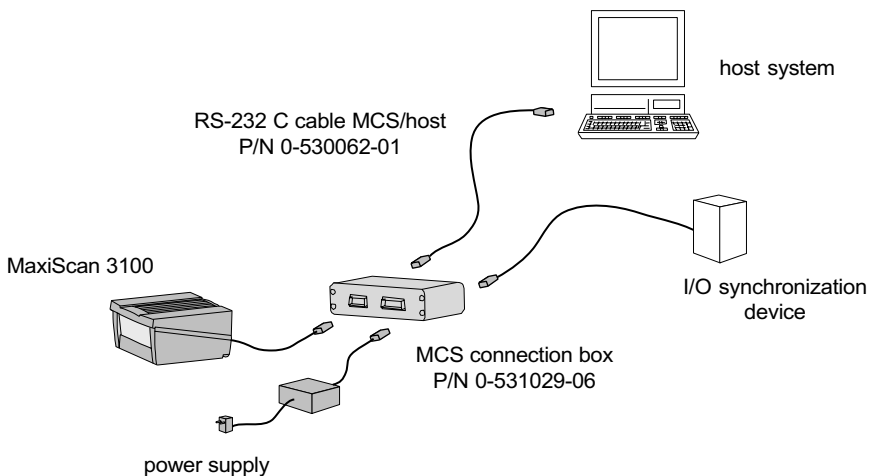 host system
RS-232 C cable MCS/host
P/N 0-530062-01
MaxiScan 3100
I/O synchronization
device
MCS connection box
P/N 0-531029-06
power supply